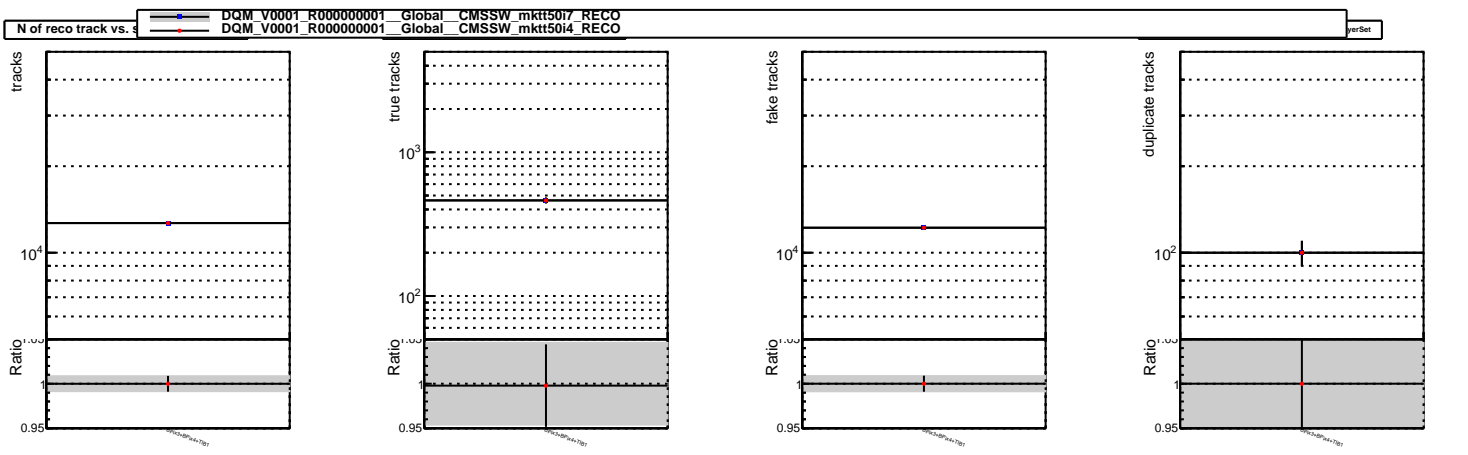 DQM_V0001_R000000001__Global__CMSSW_mktt50i7_RECO
DQM_V0001_R000000001__Global__CMSSW_mktt50i4_RECO
N of reco track vs.
yerSet
tracks
10^4
Ratio
1
0.95
true tracks
10^3
10^2
Ratio
1
0.95
fake tracks
10^4
Ratio
1
0.95
duplicate tracks
10^2
Ratio
1
0.95